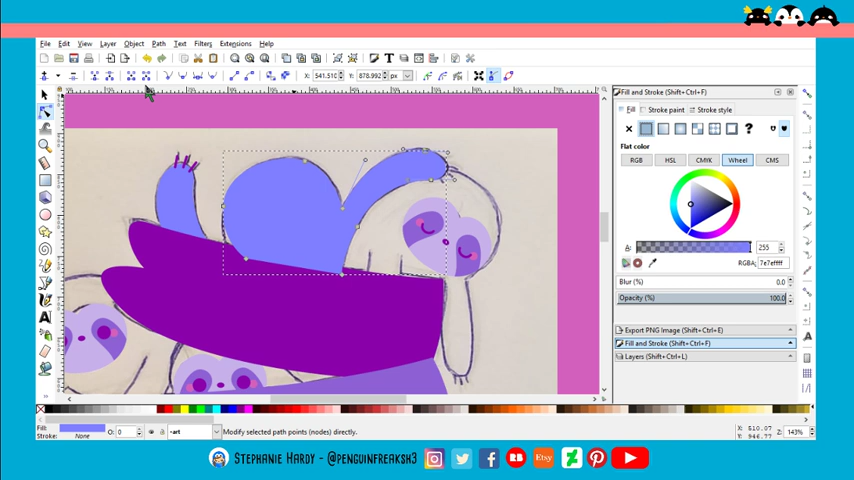 File Edit View Layer Object Path Text Filters Extensions Help
X: 541.510 Y: 878.992 px
Fill and Stroke (Shift+Ctrl+F)
Fill Stroke paint Stroke style
Flat color
RGB HSL CMYK Wheel CMS
A: 255
RGBA: 7e7effff
Blur (%) 0.0
Opacity (%) 100.0
Export PNG Image (Shift+Ctrl+E)
Fill and Stroke (Shift+Ctrl+F)
Layers (Shift+Ctrl+L)
Fill:
Stroke: None O: 0 -art Modify selected path points (nodes) directly. X: 510.07 Y: 946.77 Z: 143%
Stephanie Hardy - @penguinfreaksh3 RB Etsy